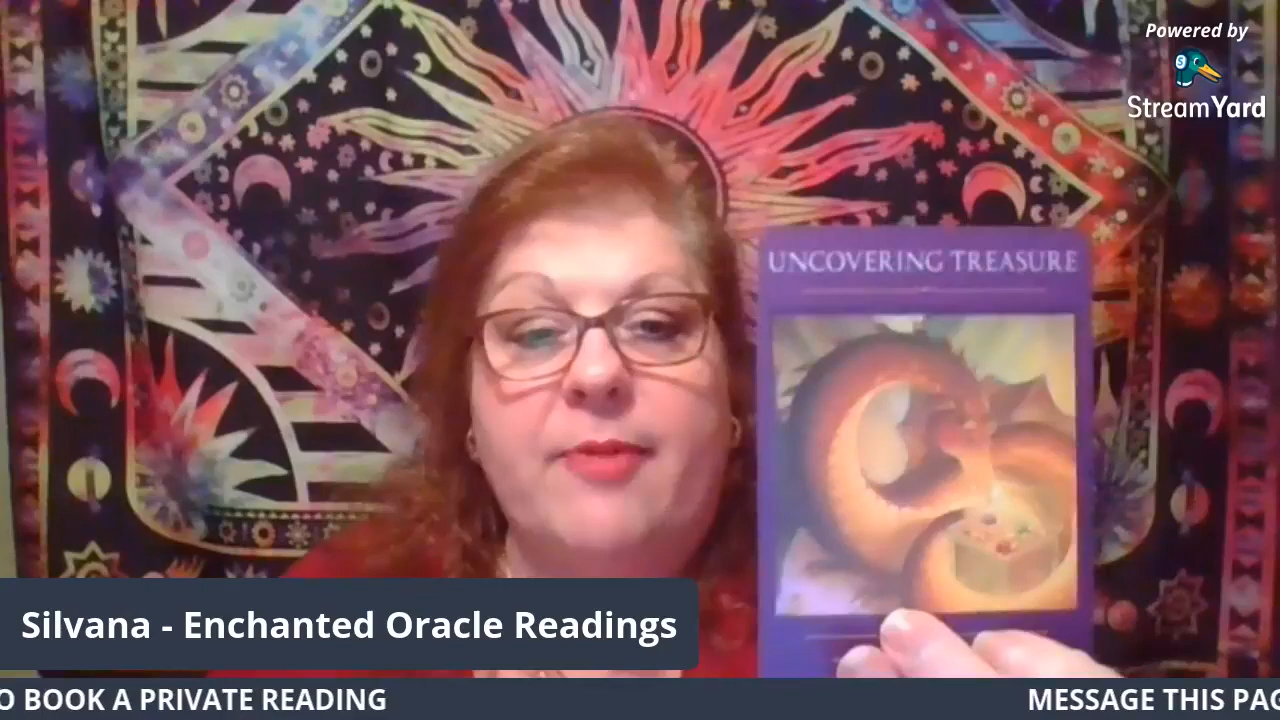 Powered by
StreamYard
UNCOVERING TREASURE
Silvana - Enchanted Oracle Readings
O BOOK A PRIVATE READING
MESSAGE THIS PAG